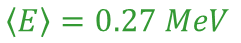 ⟨E⟩ = 0.27 MeV